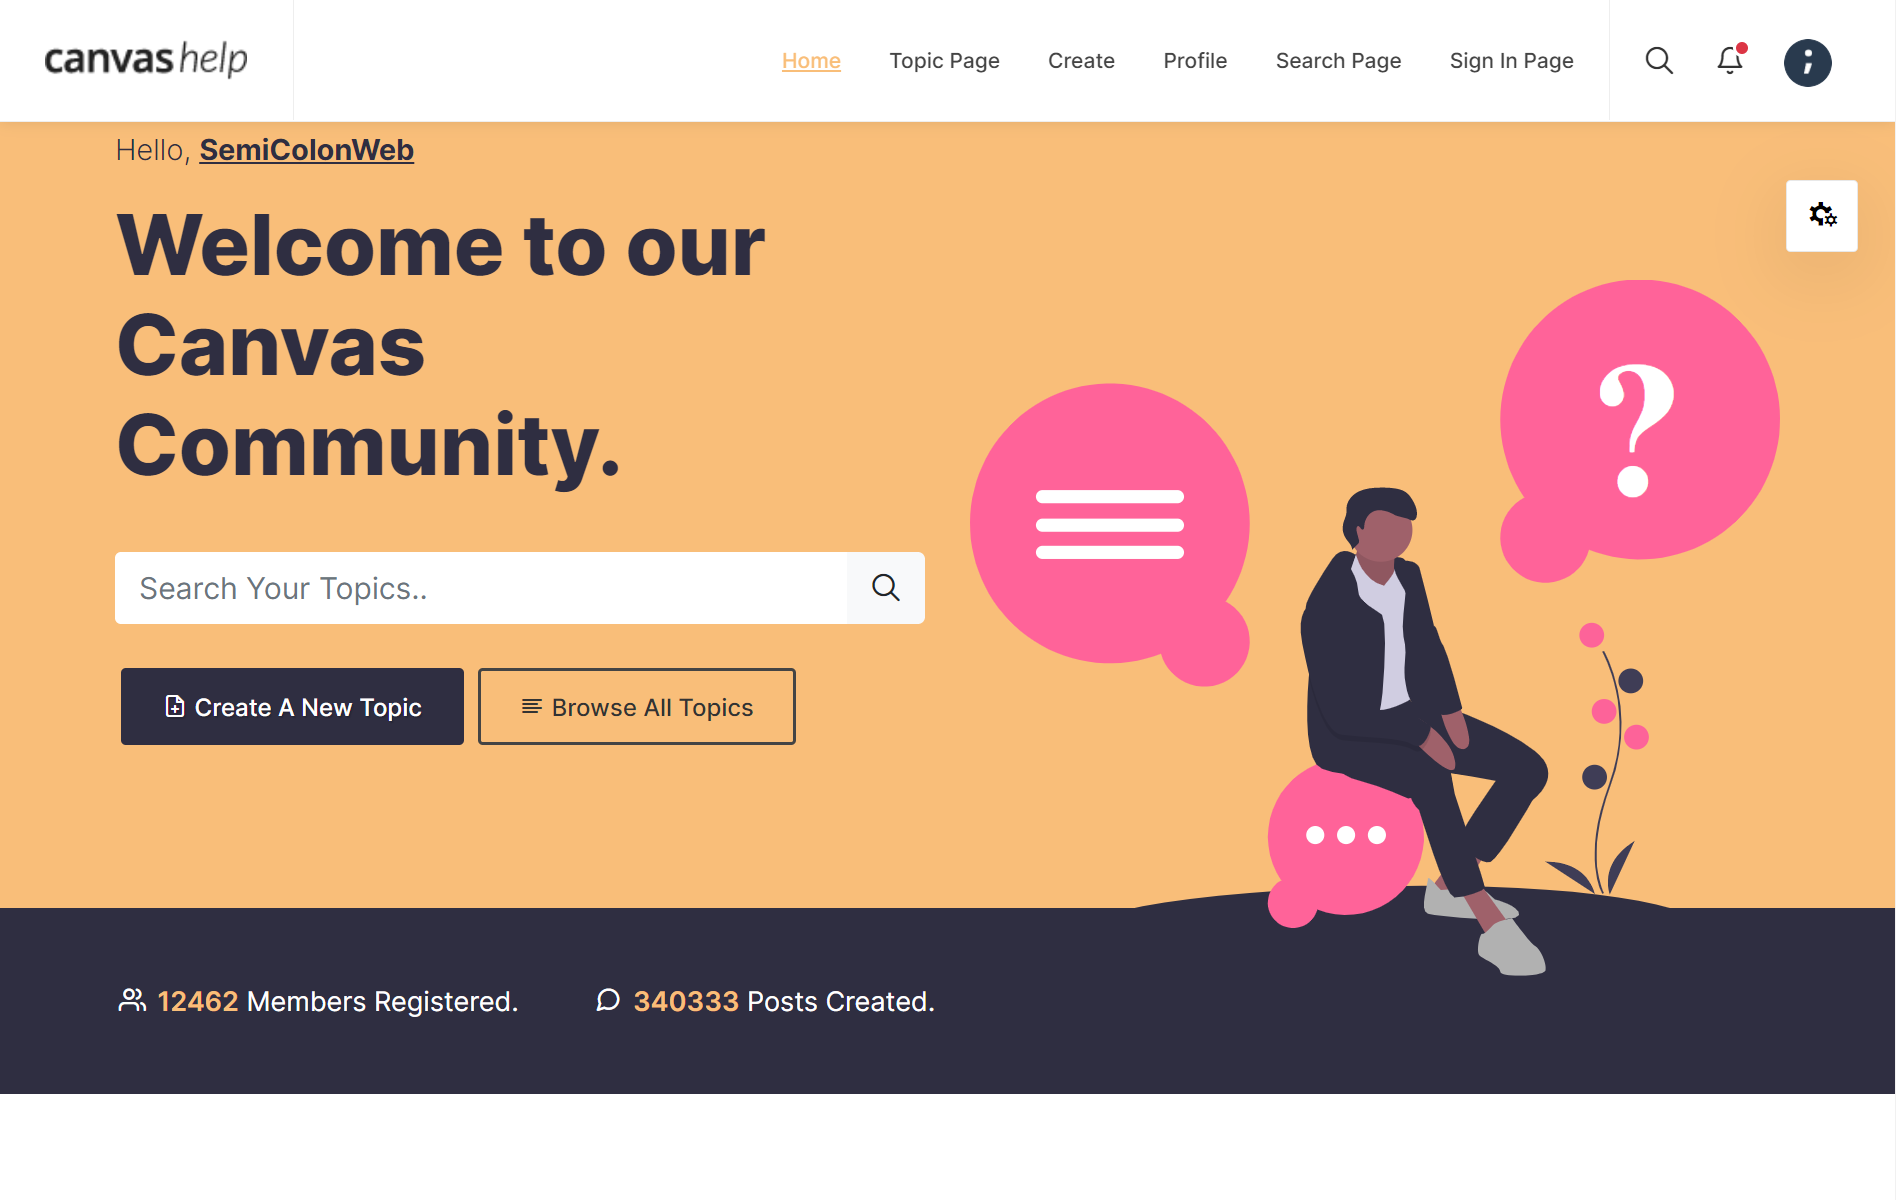 canvas help
Home
Topic Page
Create
Profile
Search Page
Sign In Page
Hello, SemiColonWeb
Welcome to our
Canvas
Community.
?
Search Your Topics..
Create A New Topic
Browse All Topics
12462 Members Registered.
340333 Posts Created.